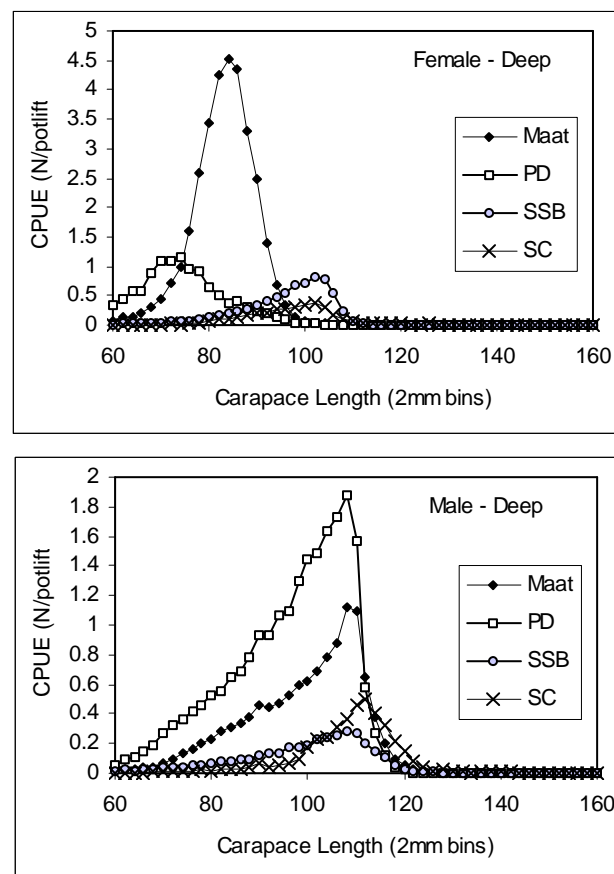 Female - Deep
CPUE (N/potlift)
5
4.5
4
3.5
3
2.5
2
1.5
1
0.5
0
Maat
PD
SSB
SC
60 80 100 120 140 160
Carapace Length (2mm bins)
Male - Deep
CPUE (N/potlift)
2
1.8
1.6
1.4
1.2
1
0.8
0.6
0.4
0.2
0
Maat
PD
SSB
SC
60 80 100 120 140 160
Carapace Length (2mm bins)